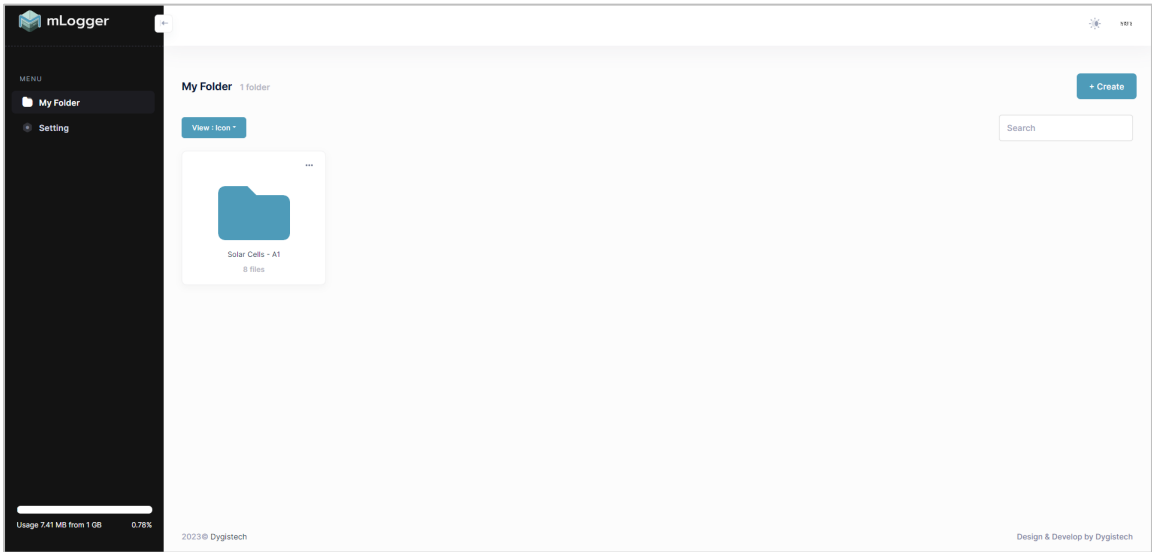 mLogger
MENU
My Folder
Setting
Usage 7.41 MB from 1 GB 0.78%
My Folder 1 folder
+ Create
View : Icon
Search
Solar Cells - A1
8 files
2023© Dygistech
Design & Develop by Dygistech